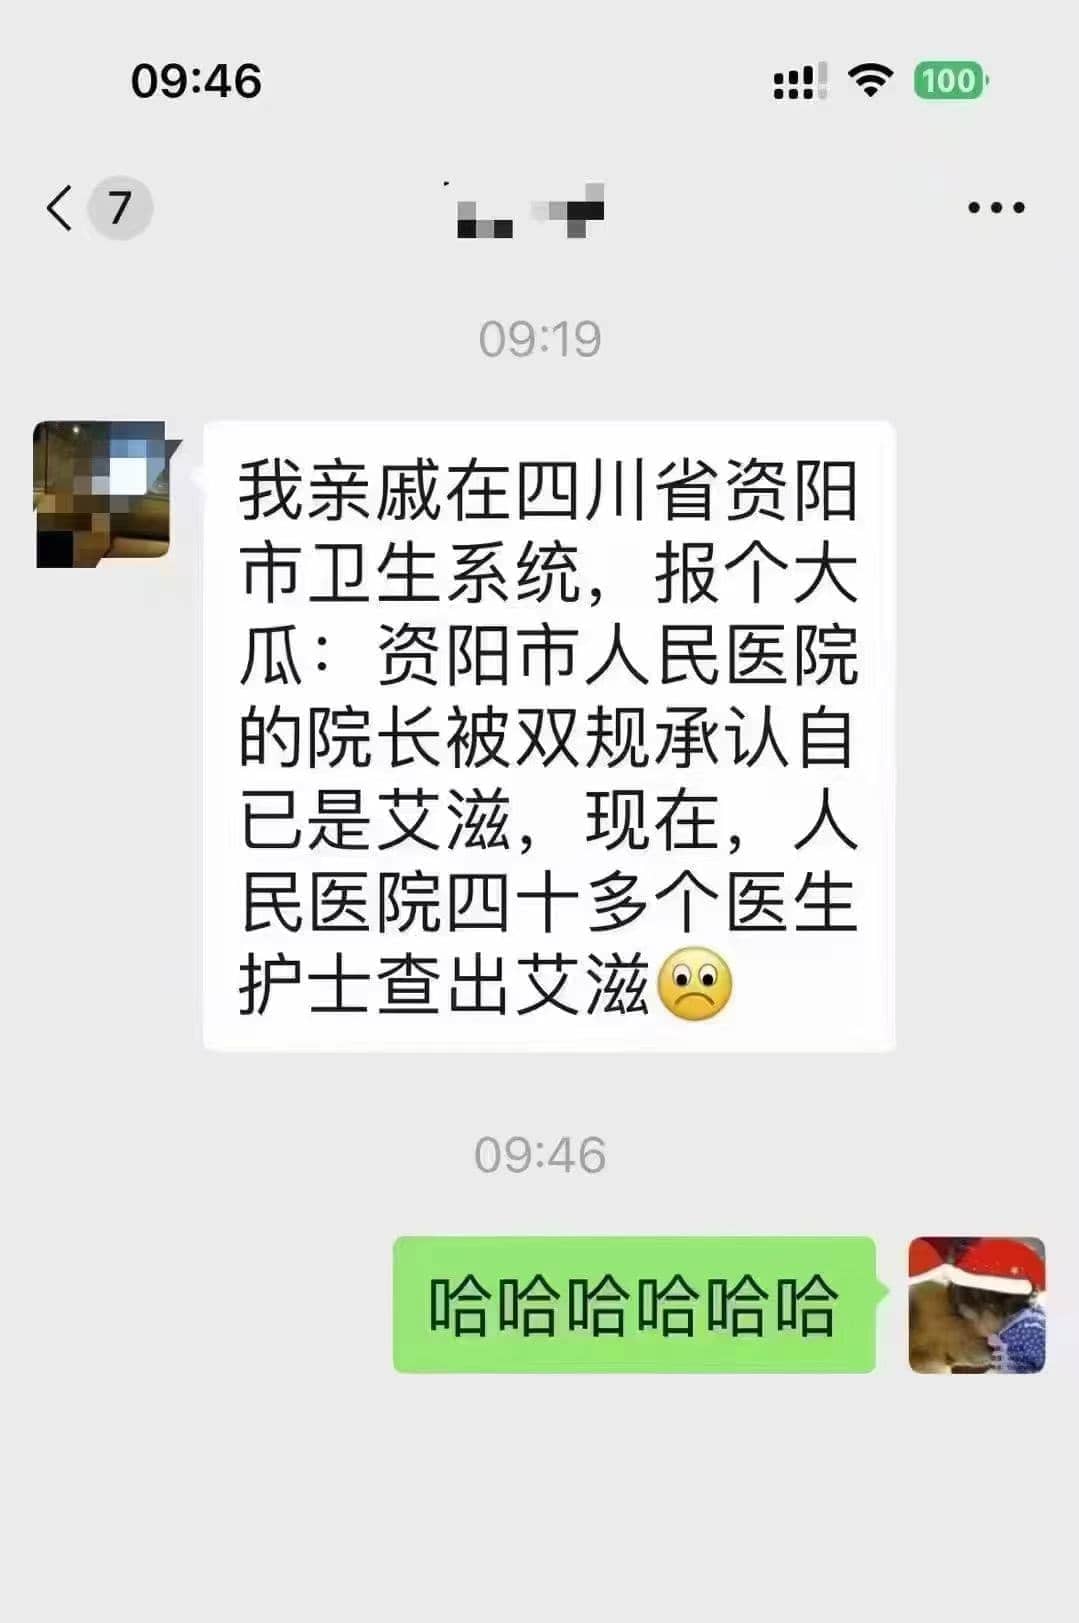 09:46
100
7
09:19
我亲戚在四川省资阳
市卫生系统，报个大
瓜：资阳市人民医院
的院长被双规承认自
已是艾滋，现在，人
民医院四十多个医生
护士查出艾滋🙁
09:46
哈哈哈哈哈哈